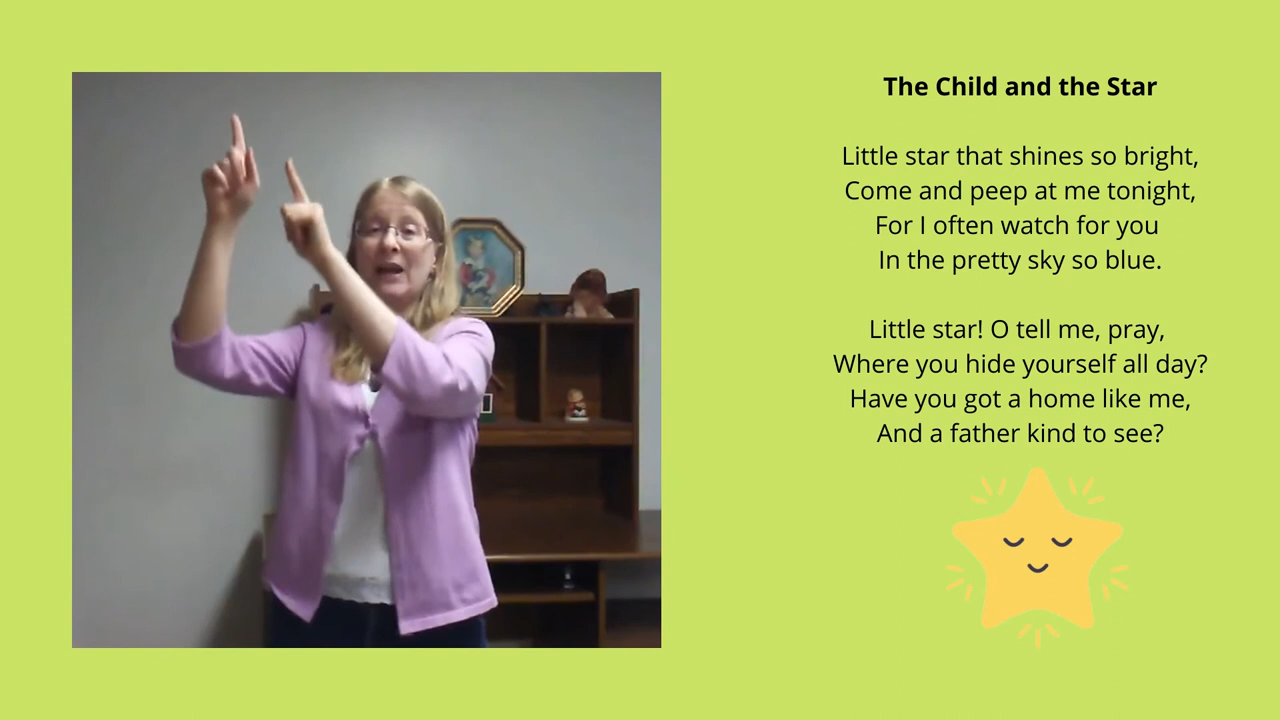 The Child and the Star
Little star that shines so bright,
Come and peep at me tonight,
For I often watch for you
In the pretty sky so blue.
Little star! O tell me, pray,
Where you hide yourself all day?
Have you got a home like me,
And a father kind to see?